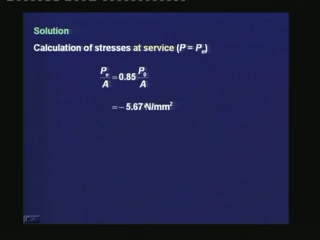 Solution
Calculation of stresses at service (P = Pe)
Pe/A = 0.85 P0/A
= – 5.67 N/mm²